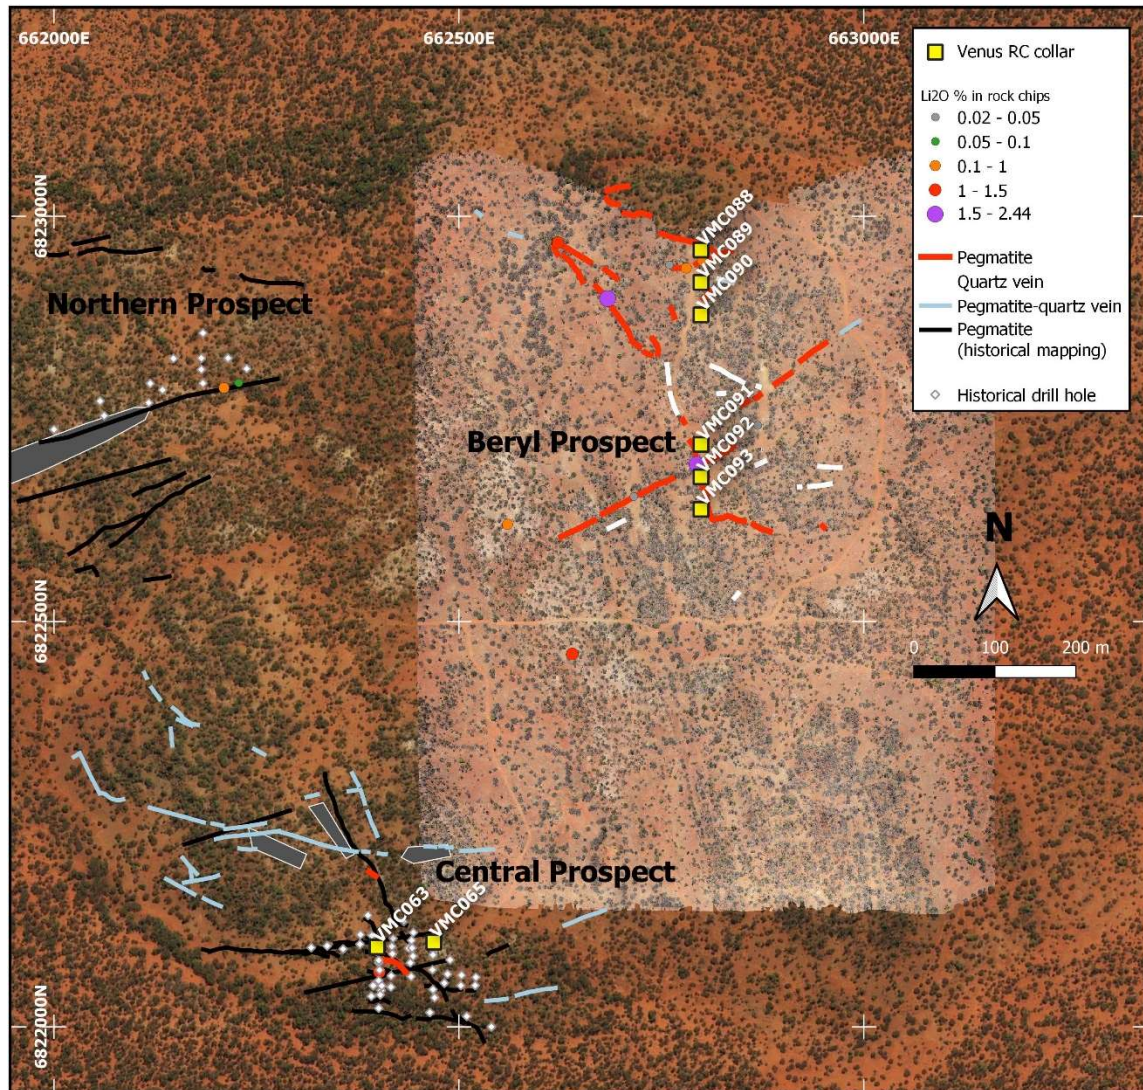 662000E
662500E
663000E
6823000N
6822500N
6822000N
Venus RC collar
Li2O % in rock chips
0.02 - 0.05
0.05 - 0.1
0.1 - 1
1 - 1.5
1.5 - 2.44
Pegmatite
Quartz vein
Pegmatite-quartz vein
Pegmatite
(historical mapping)
Historical drill hole
VMC088
VMC089
VMC090
Northern Prospect
VMC091
Beryl Prospect
VMC092
VMC093
N
0 100 200 m
Central Prospect
VMC063
VMC065